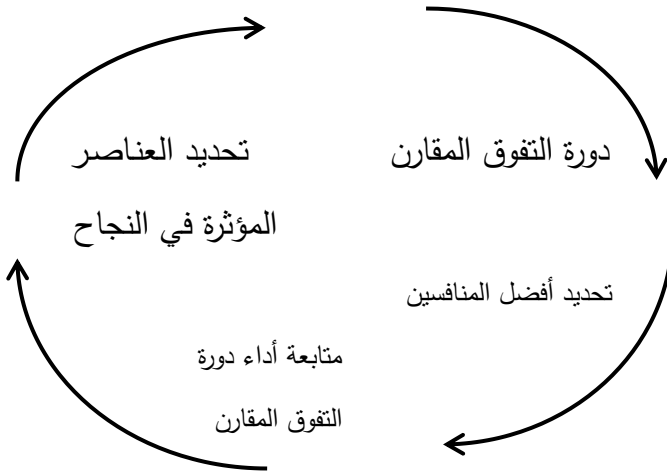 دورة التفوق المقارن
تحديد العناصر
المؤثرة في النجاح
تحديد أفضل المنافسين
متابعة أداء دورة
التفوق المقارن